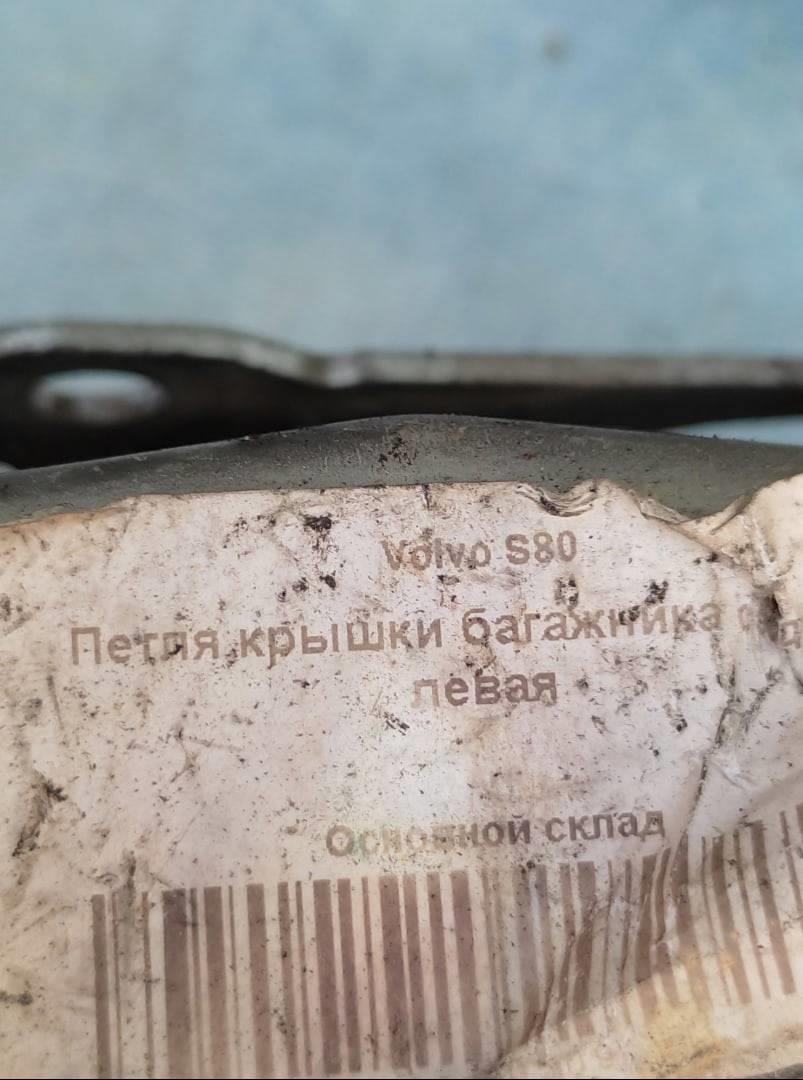 Volvo S80
Петля крышки багажника
левая
Основной склад